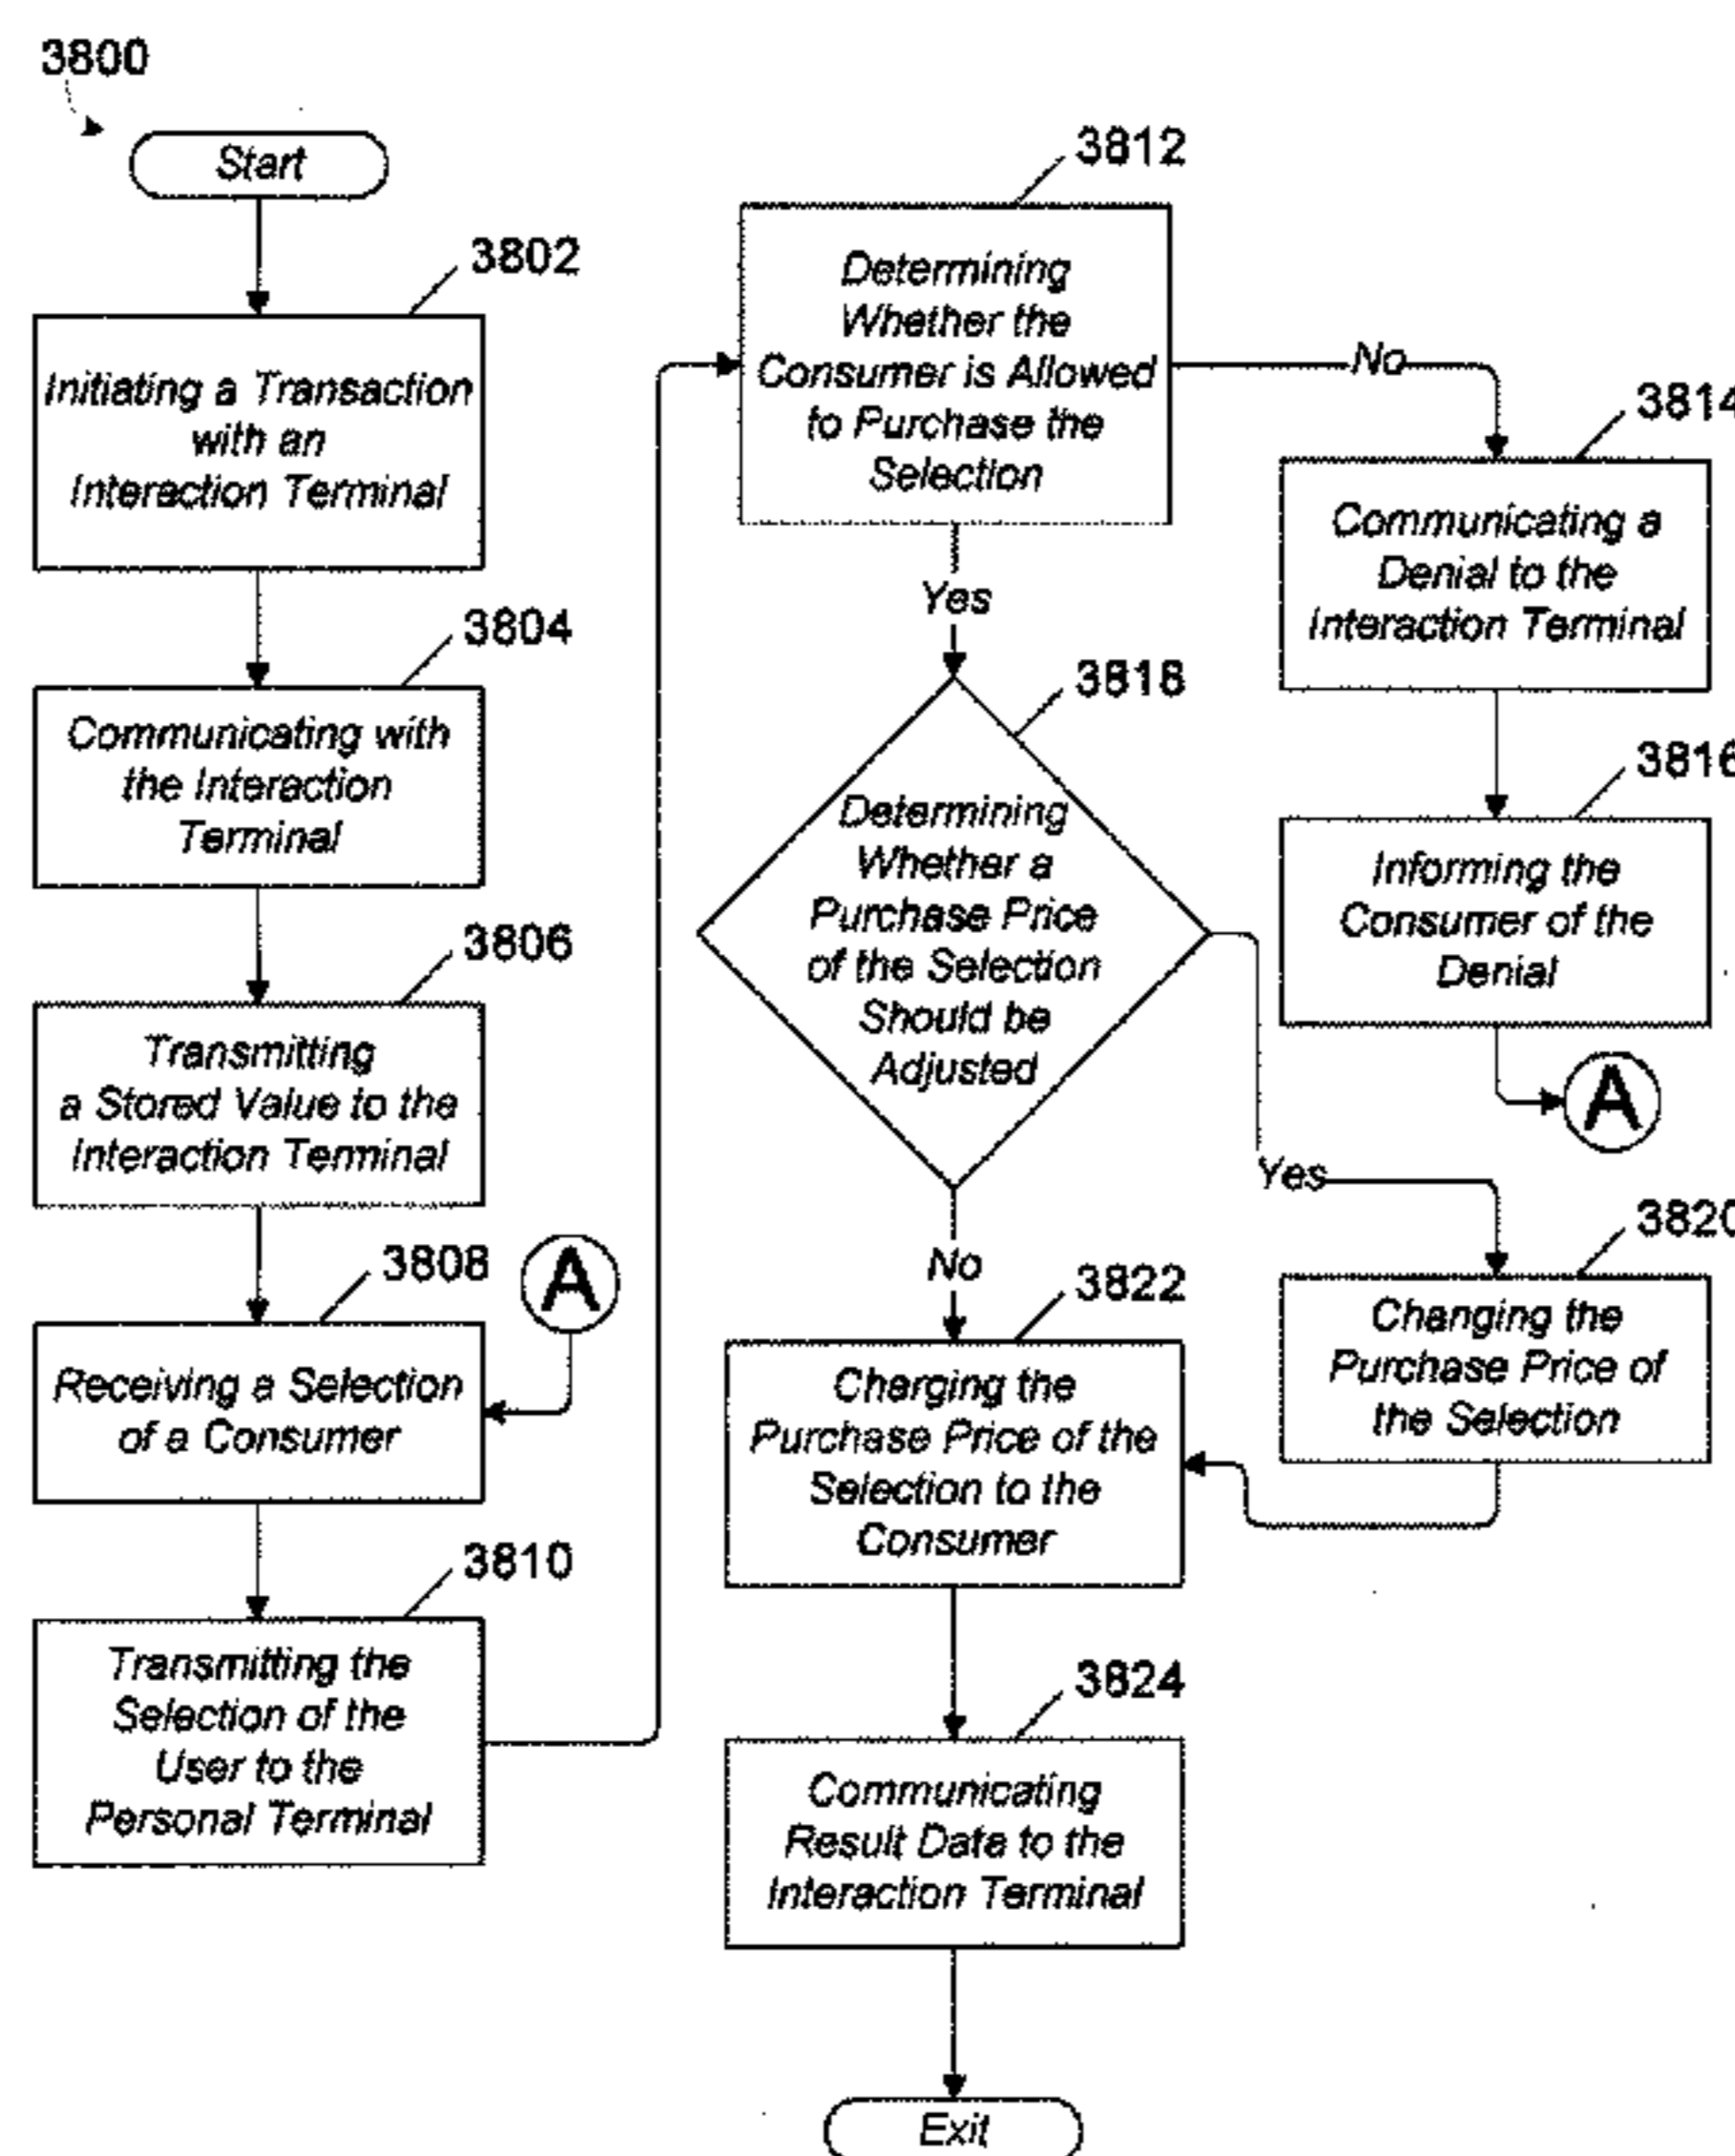 3800
Start
3802
Initiating a Transaction
with an
Interaction Terminal
3804
Communicating with
the Interaction
Terminal
3806
Transmitting
a Stored Value to the
Interaction Terminal
3808
A
Receiving a Selection
of a Consumer
3810
Transmitting the
Selection of the
User to the
Personal Terminal
3812
Determining
Whether the
Consumer is Allowed
to Purchase the
Selection
No
Yes
3814
Communicating a
Denial to the
Interaction Terminal
3816
Informing the
Consumer of the
Denial
A
3818
Determining
Whether a
Purchase Price
of the Selection
Should be
Adjusted
Yes
No
3820
Changing the
Purchase Price of
the Selection
3822
Charging the
Purchase Price of the
Selection to the
Consumer
3824
Communicating
Result Data to the
Interaction Terminal
Exit